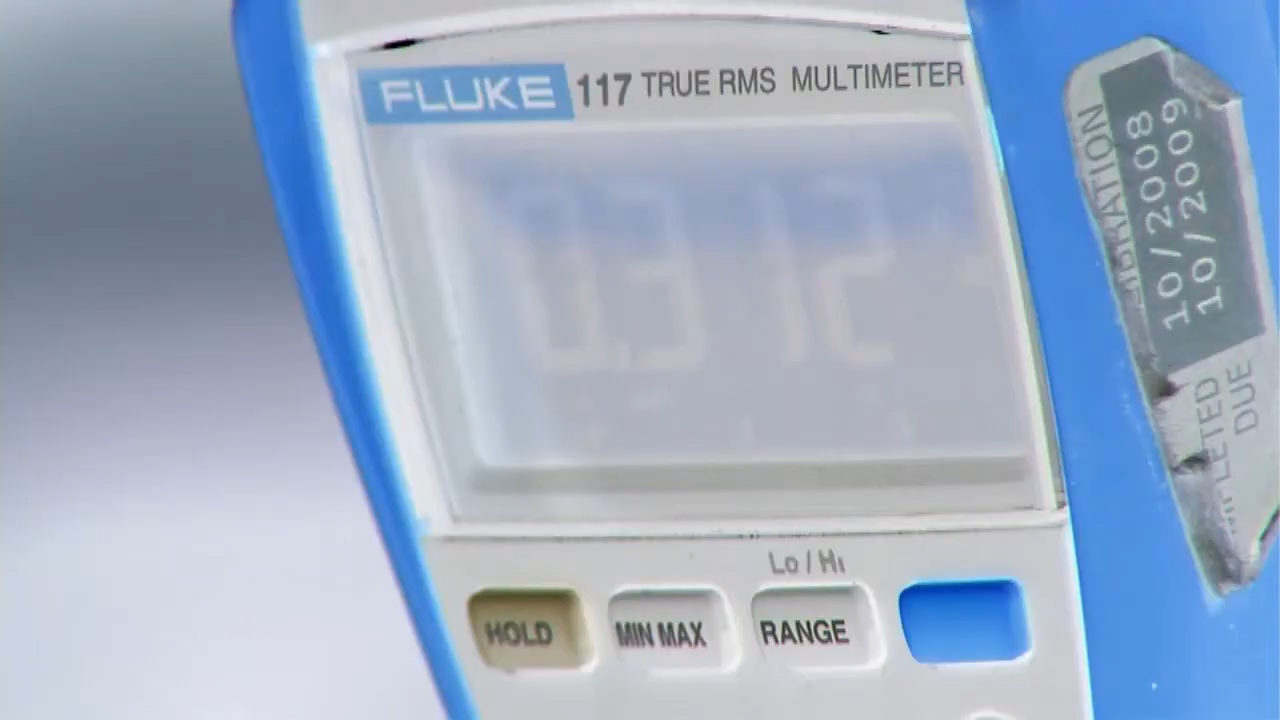 FLUKE 117 TRUE RMS MULTIMETER
0.312
Lo / Hi
HOLD MIN MAX RANGE
10/2008
10/2009
DUE